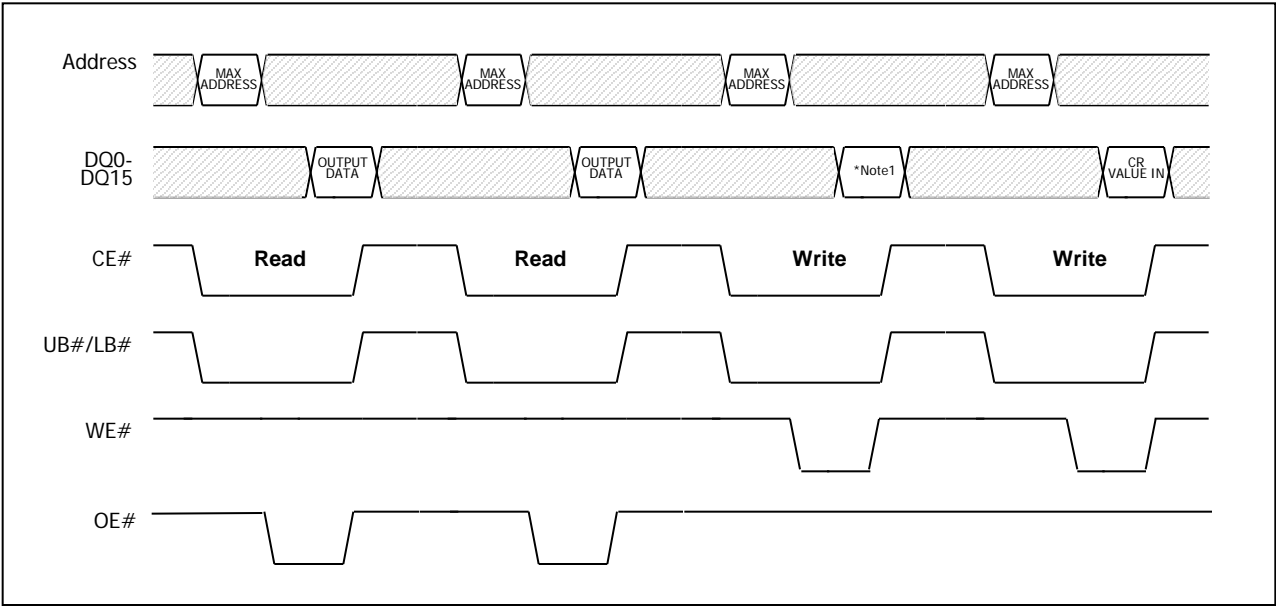 Address
MAX
ADDRESS
MAX
ADDRESS
MAX
ADDRESS
MAX
ADDRESS
DQ0-
DQ15
OUTPUT
DATA
OUTPUT
DATA
*Note1
CR
VALUE IN
CE#
Read
Read
Write
Write
UB#/LB#
WE#
OE#